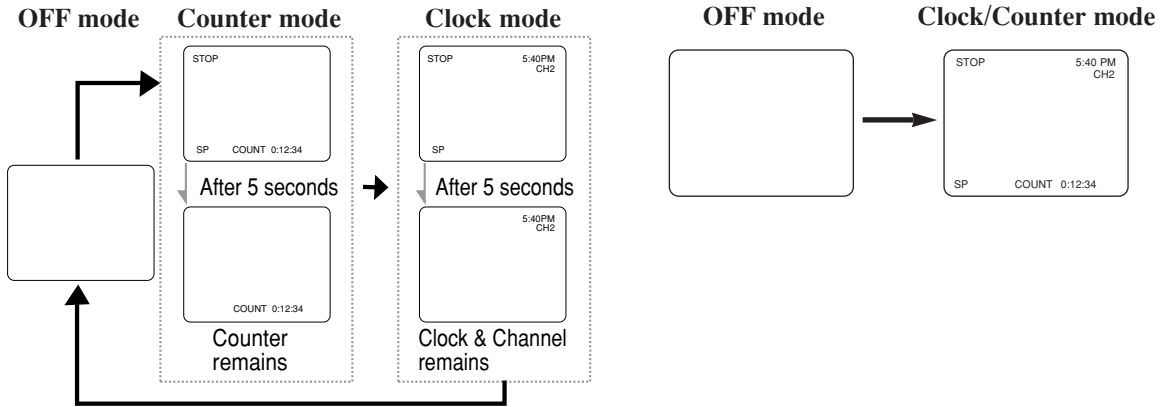 OFF mode
Counter mode
STOP
SP COUNT 0:12:34
After 5 seconds
COUNT 0:12:34
Counter
remains
Clock mode
STOP 5:40PM
CH2
SP
After 5 seconds
5:40PM
CH2
Clock & Channel
remains
OFF mode
Clock/Counter mode
STOP 5:40 PM
CH2
SP COUNT 0:12:34